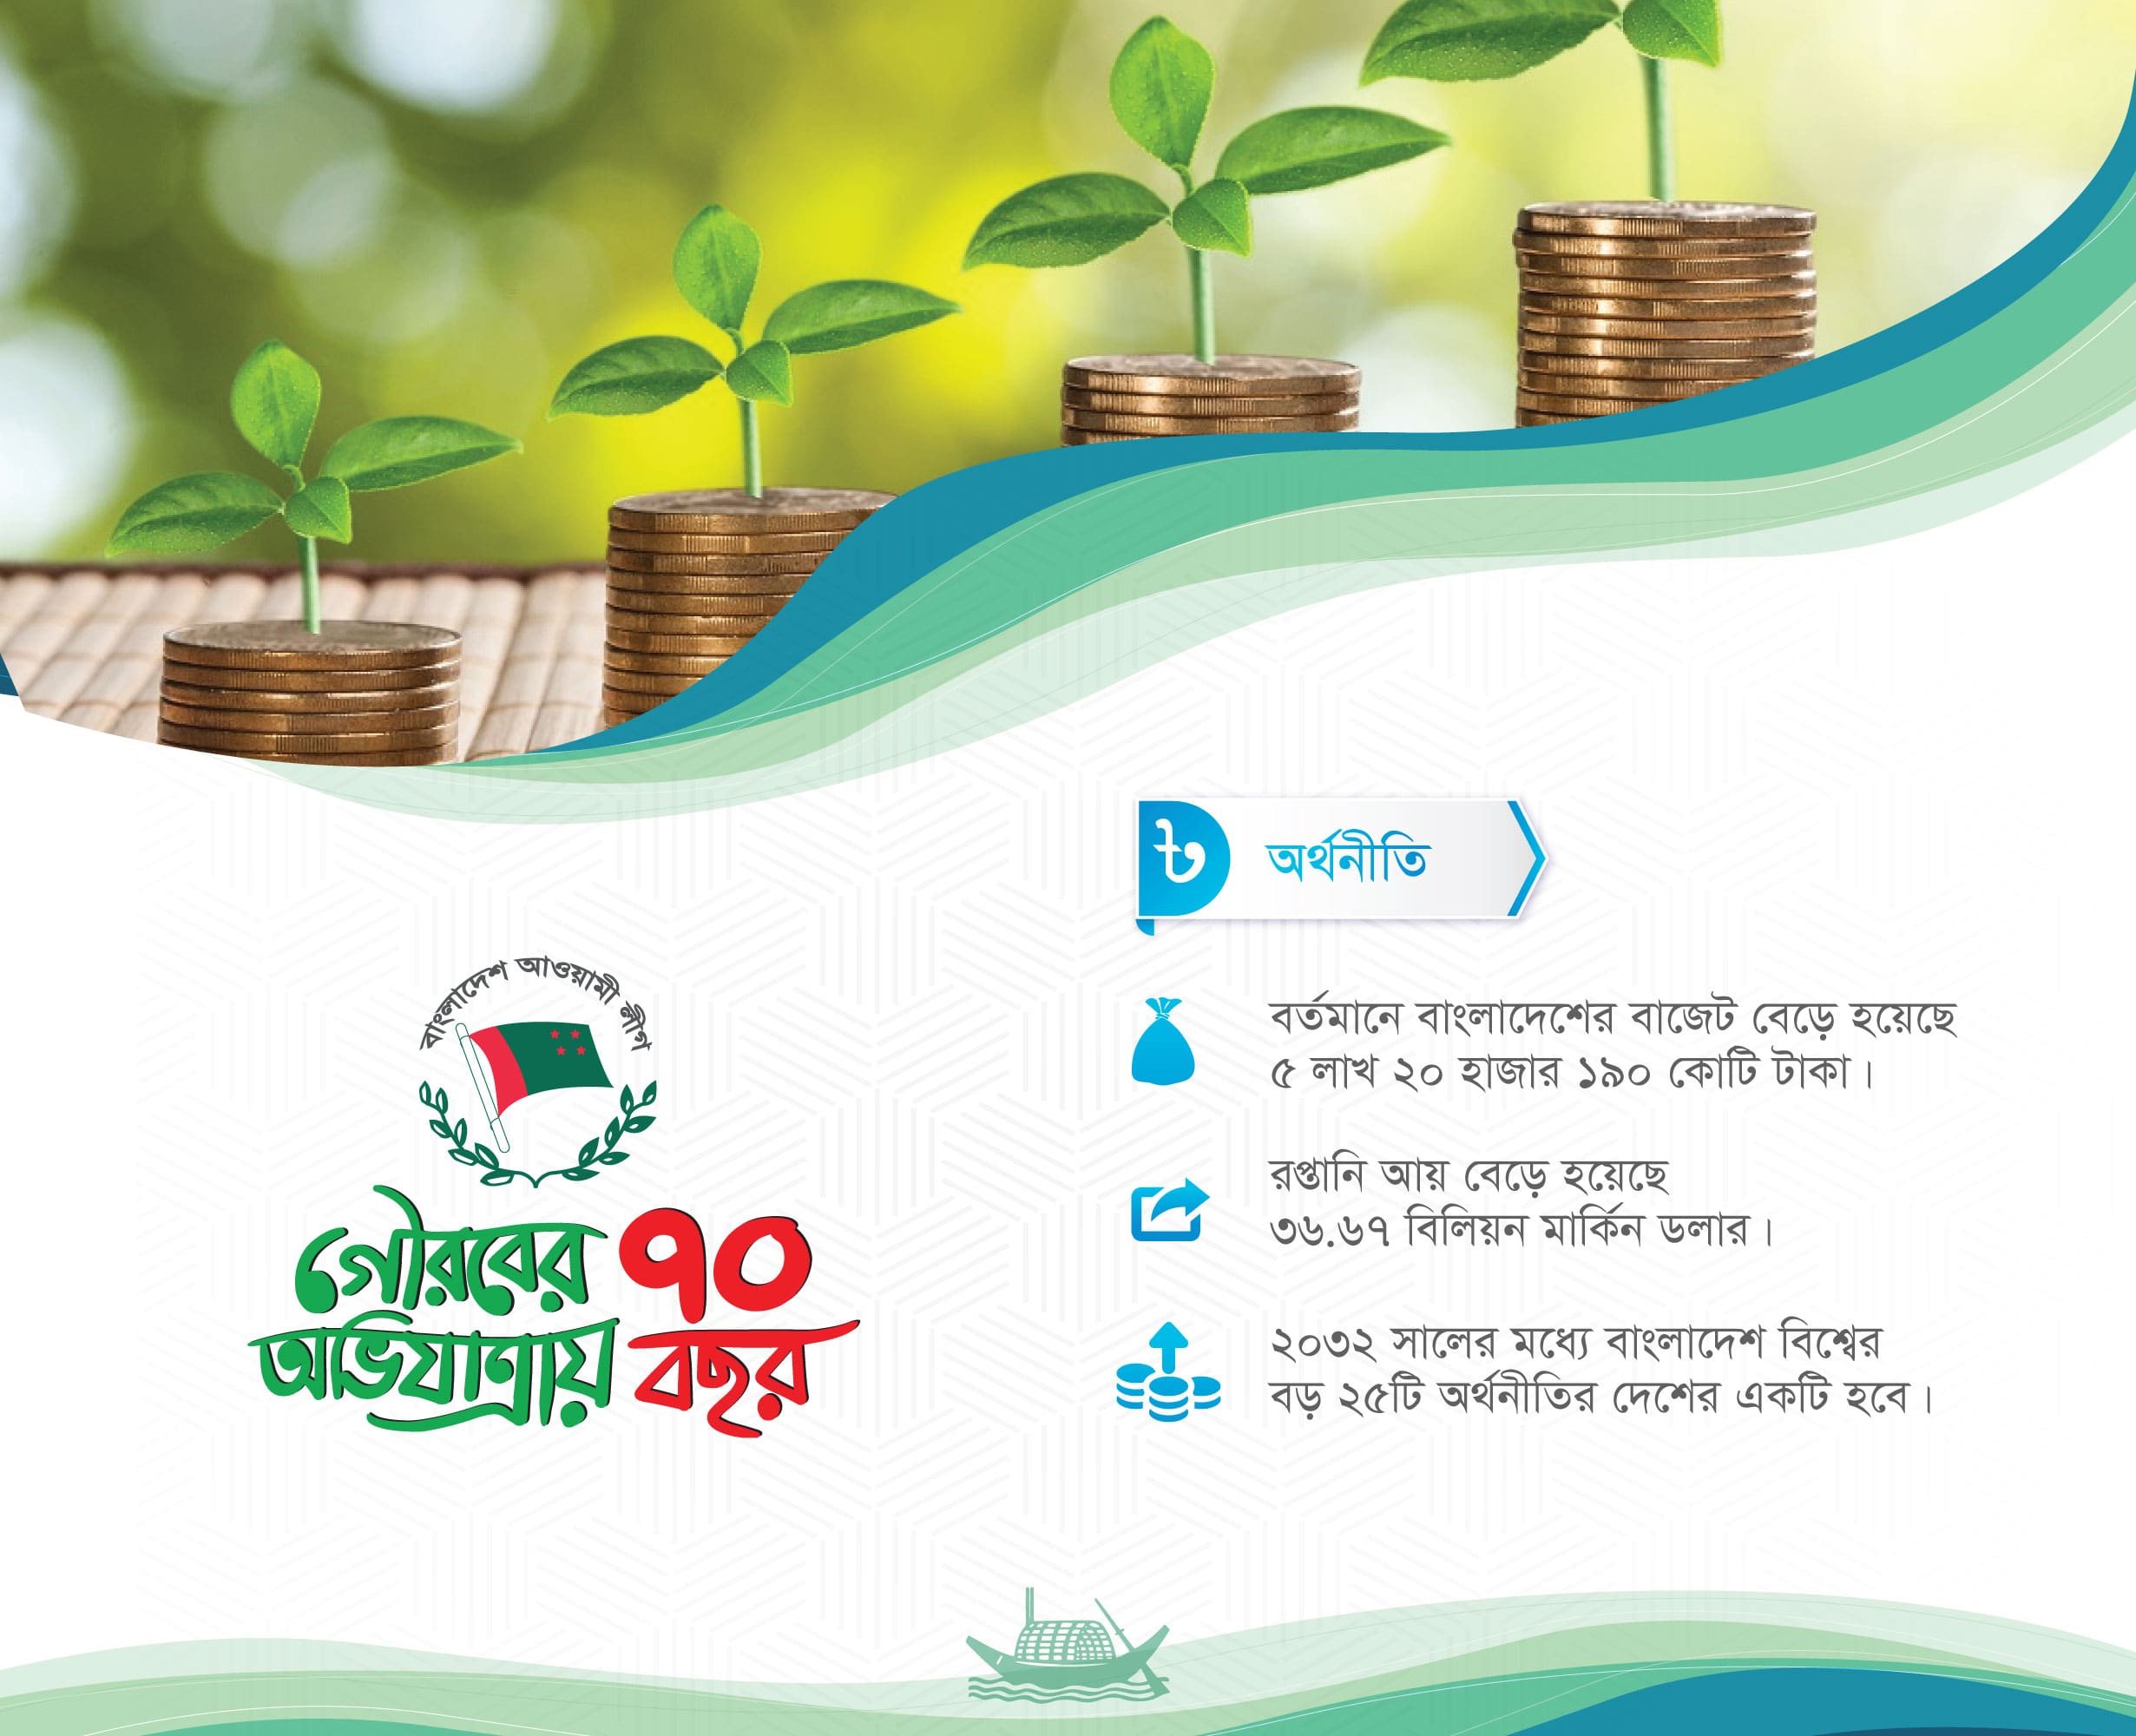 ৳ অর্থনীতি
বাংলাদেশ আওয়ামী লীগ
গৌরবের ৭০
অভিযাত্রায় বছর
বর্তমানে বাংলাদেশের বাজেট বেড়ে হয়েছে
৫ লাখ ২০ হাজার ১৯০ কোটি টাকা।
রপ্তানি আয় বেড়ে হয়েছে
৩৬.৬৭ বিলিয়ন মার্কিন ডলার।
২০৩২ সালের মধ্যে বাংলাদেশ বিশ্বের
বড় ২৫টি অর্থনীতির দেশের একটি হবে।